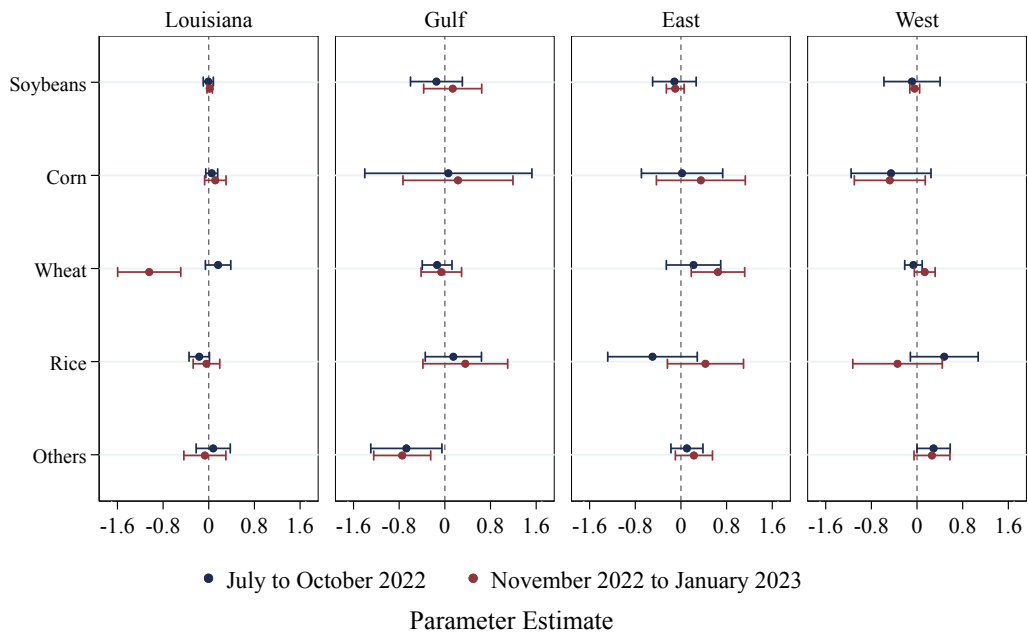 Louisiana Gulf East West
Soybeans
Corn
Wheat
Rice
Others
-1.6 -0.8 0 0.8 1.6 -1.6 -0.8 0 0.8 1.6 -1.6 -0.8 0 0.8 1.6 -1.6 -0.8 0 0.8 1.6
July to October 2022 November 2022 to January 2023
Parameter Estimate